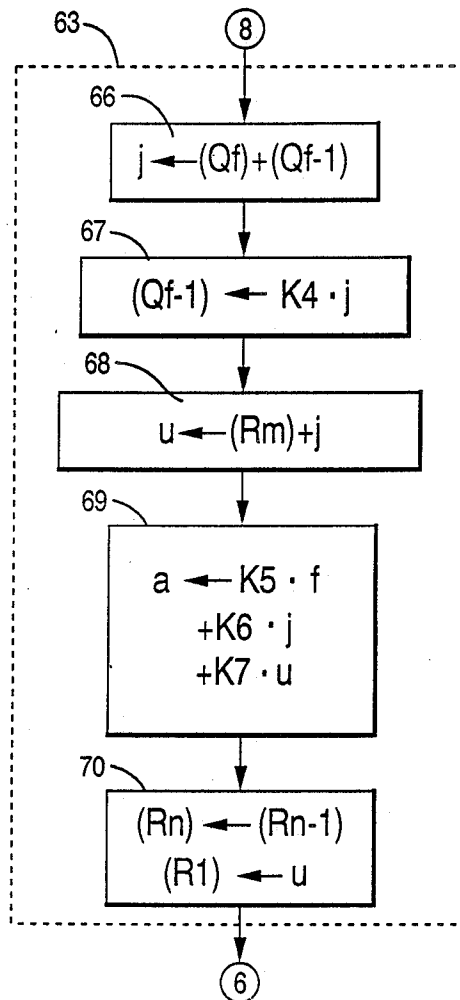 63
8
66
j ← (Qf)+(Qf-1)
67
(Qf-1) ← K4 · j
68
u ← (Rm)+j
69
a ← K5 · f
+K6 · j
+K7 · u
70
(Rn) ← (Rn-1)
(R1) ← u
6